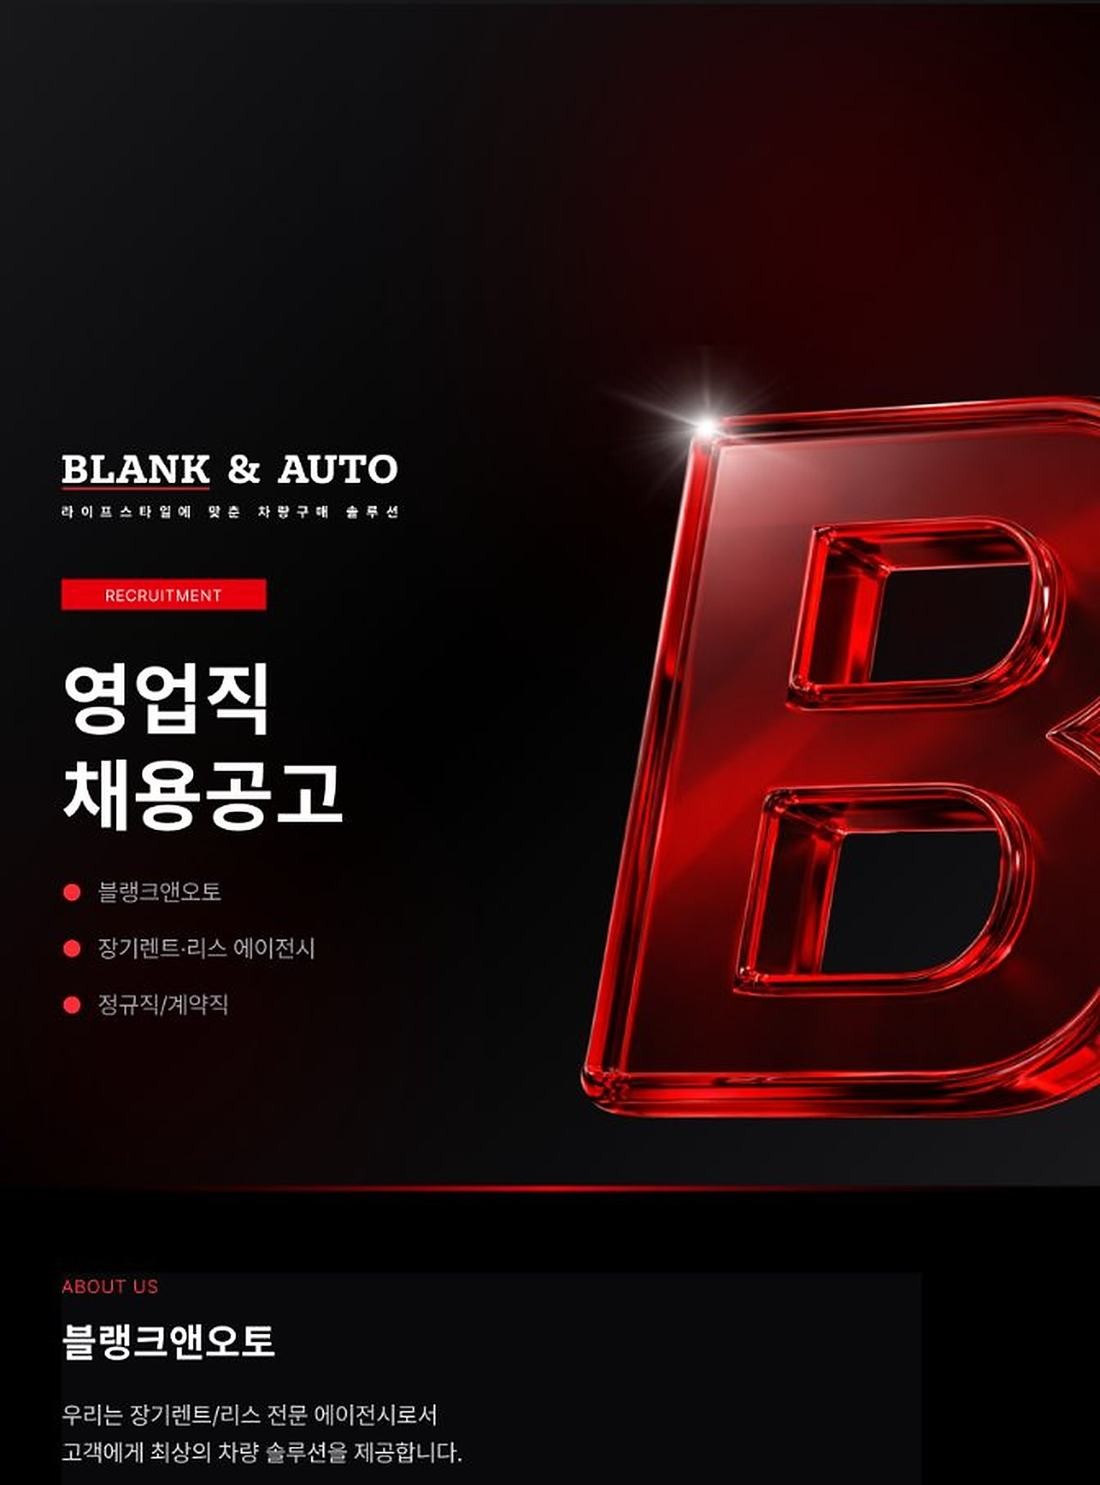 BLANK & AUTO
라이프스타일에 맞춘 차량구매 솔루션
RECRUITMENT
영업직
채용공고
블랭크앤오토
장기렌트·리스 에이전시
정규직/계약직
ABOUT US
블랭크앤오토
우리는 장기렌트/리스 전문 에이전시로서
고객에게 최상의 차량 솔루션을 제공합니다.